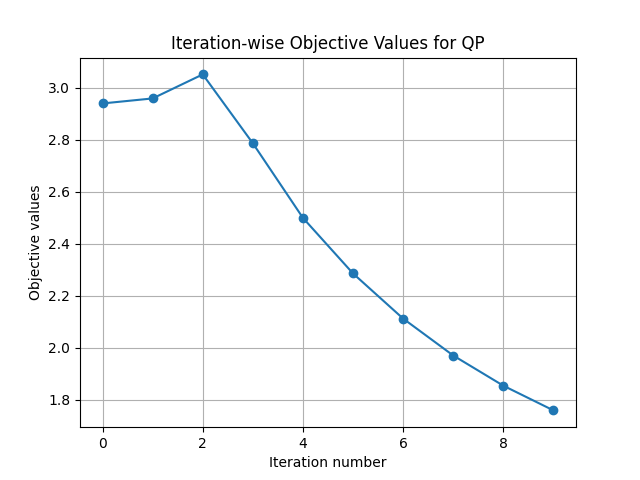 Iteration-wise Objective Values for QP
Objective values
3.0
2.8
2.6
2.4
2.2
2.0
1.8
0 2 4 6 8
Iteration number